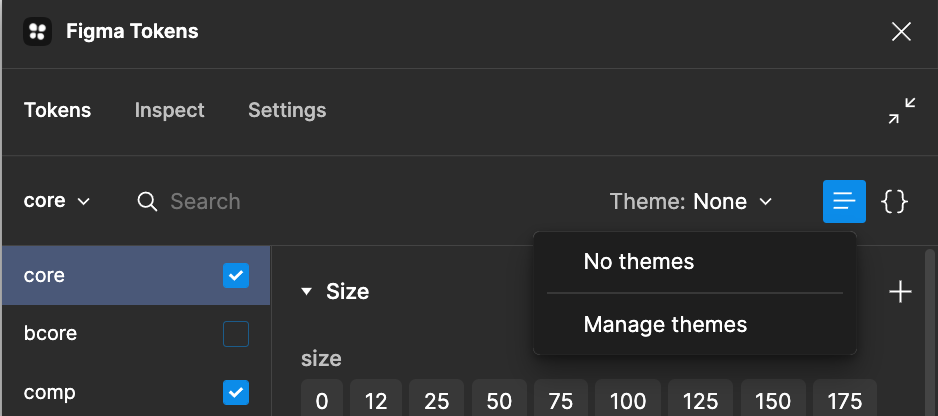 Figma Tokens
Tokens Inspect Settings
core Search Theme: None {}
No themes
Manage themes
core
bcore
comp
Size
size
0 12 25 50 75 100 125 150 175